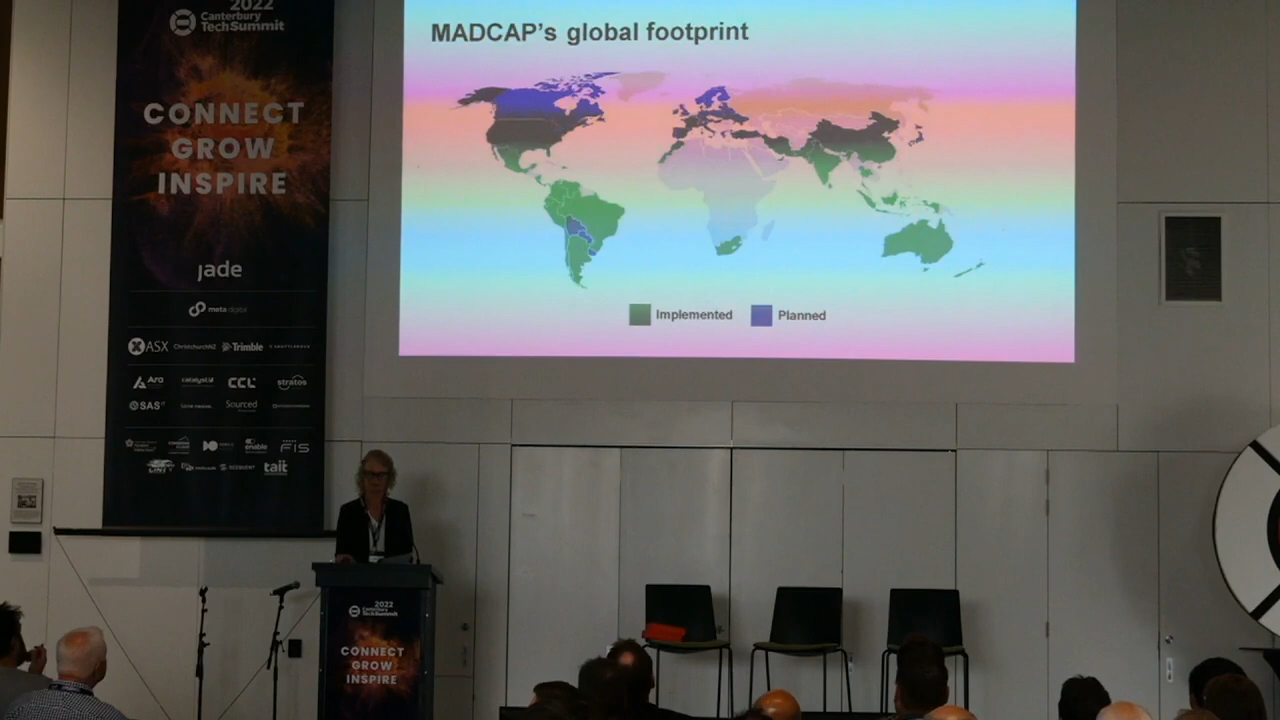 2022
Canterbury
TechSummit
CONNECT
GROW
INSPIRE
jade
meta digital
ASX ChristchurchNZ Trimble
Ara catalyst CCL stratos
SAS Sourced
enable FIS
tait
MADCAP's global footprint
Implemented Planned
2022
Canterbury
TechSummit
CONNECT
GROW
INSPIRE